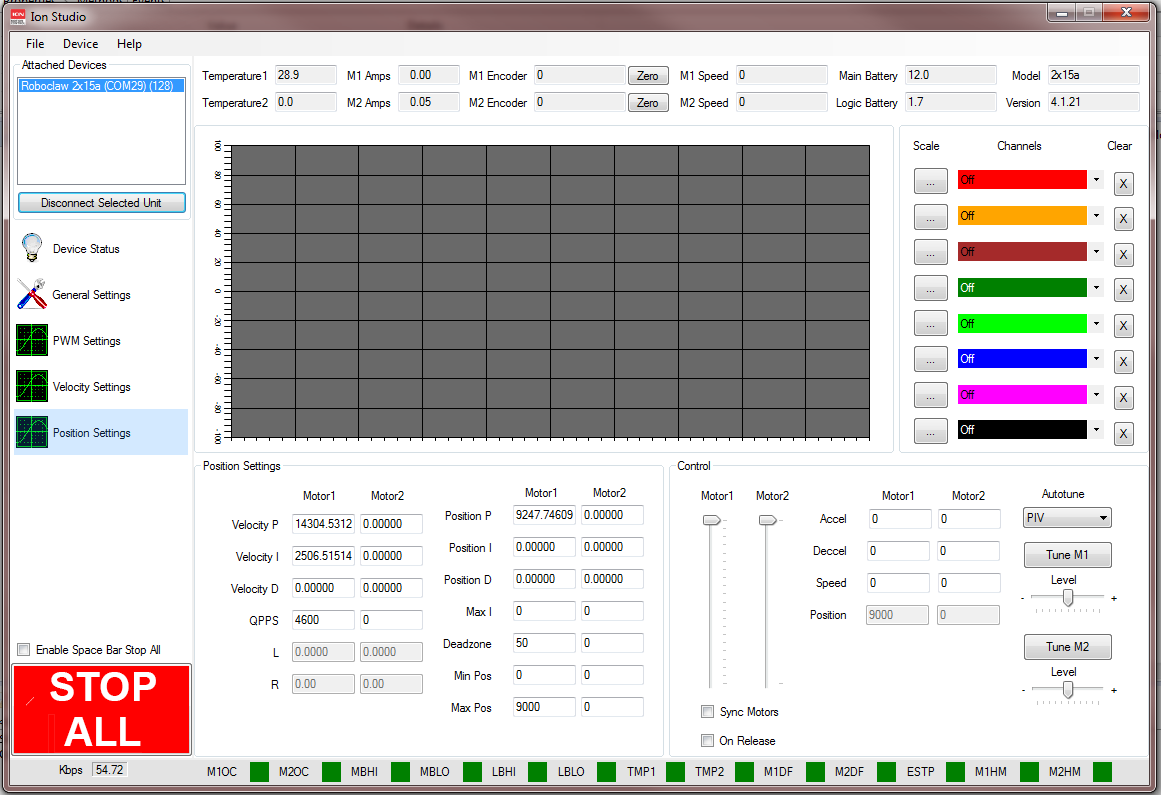 Ion Studio
File Device Help
Attached Devices
Roboclaw 2x15a (COM29) (128)
Disconnect Selected Unit
Device Status
General Settings
PWM Settings
Velocity Settings
Position Settings
Enable Space Bar Stop All
STOP
ALL
Kbps 54.72
Temperature1 28.9 M1 Amps 0.00 M1 Encoder 0 Zero M1 Speed 0 Main Battery 12.0 Model 2x15a
Temperature2 0.0 M2 Amps 0.05 M2 Encoder 0 Zero M2 Speed 0 Logic Battery 1.7 Version 4.1.21
100
80
60
40
20
0
-20
-40
-60
-80
-100
Scale Channels Clear
... Off X
... Off X
... Off X
... Off X
... Off X
... Off X
... Off X
... Off X
Position Settings
Motor1 Motor2
Velocity P 14304.5312 0.00000
Velocity I 2506.51514 0.00000
Velocity D 0.00000 0.00000
QPPS 4600 0
L 0.0000 0.0000
R 0.00 0.00
Motor1 Motor2
Position P 9247.74609 0.00000
Position I 0.00000 0.00000
Position D 0.00000 0.00000
Max I 0 0
Deadzone 50 0
Min Pos 0 0
Max Pos 9000 0
Control
Motor1 Motor2
Sync Motors
On Release
Motor1 Motor2
Accel 0 0
Deccel 0 0
Speed 0 0
Position 9000 0
Autotune
PIV
Tune M1
Level
- +
Tune M2
Level
- +
M1OC M2OC MBHI MBLO LBHI LBLO TMP1 TMP2 M1DF M2DF ESTP M1HM M2HM